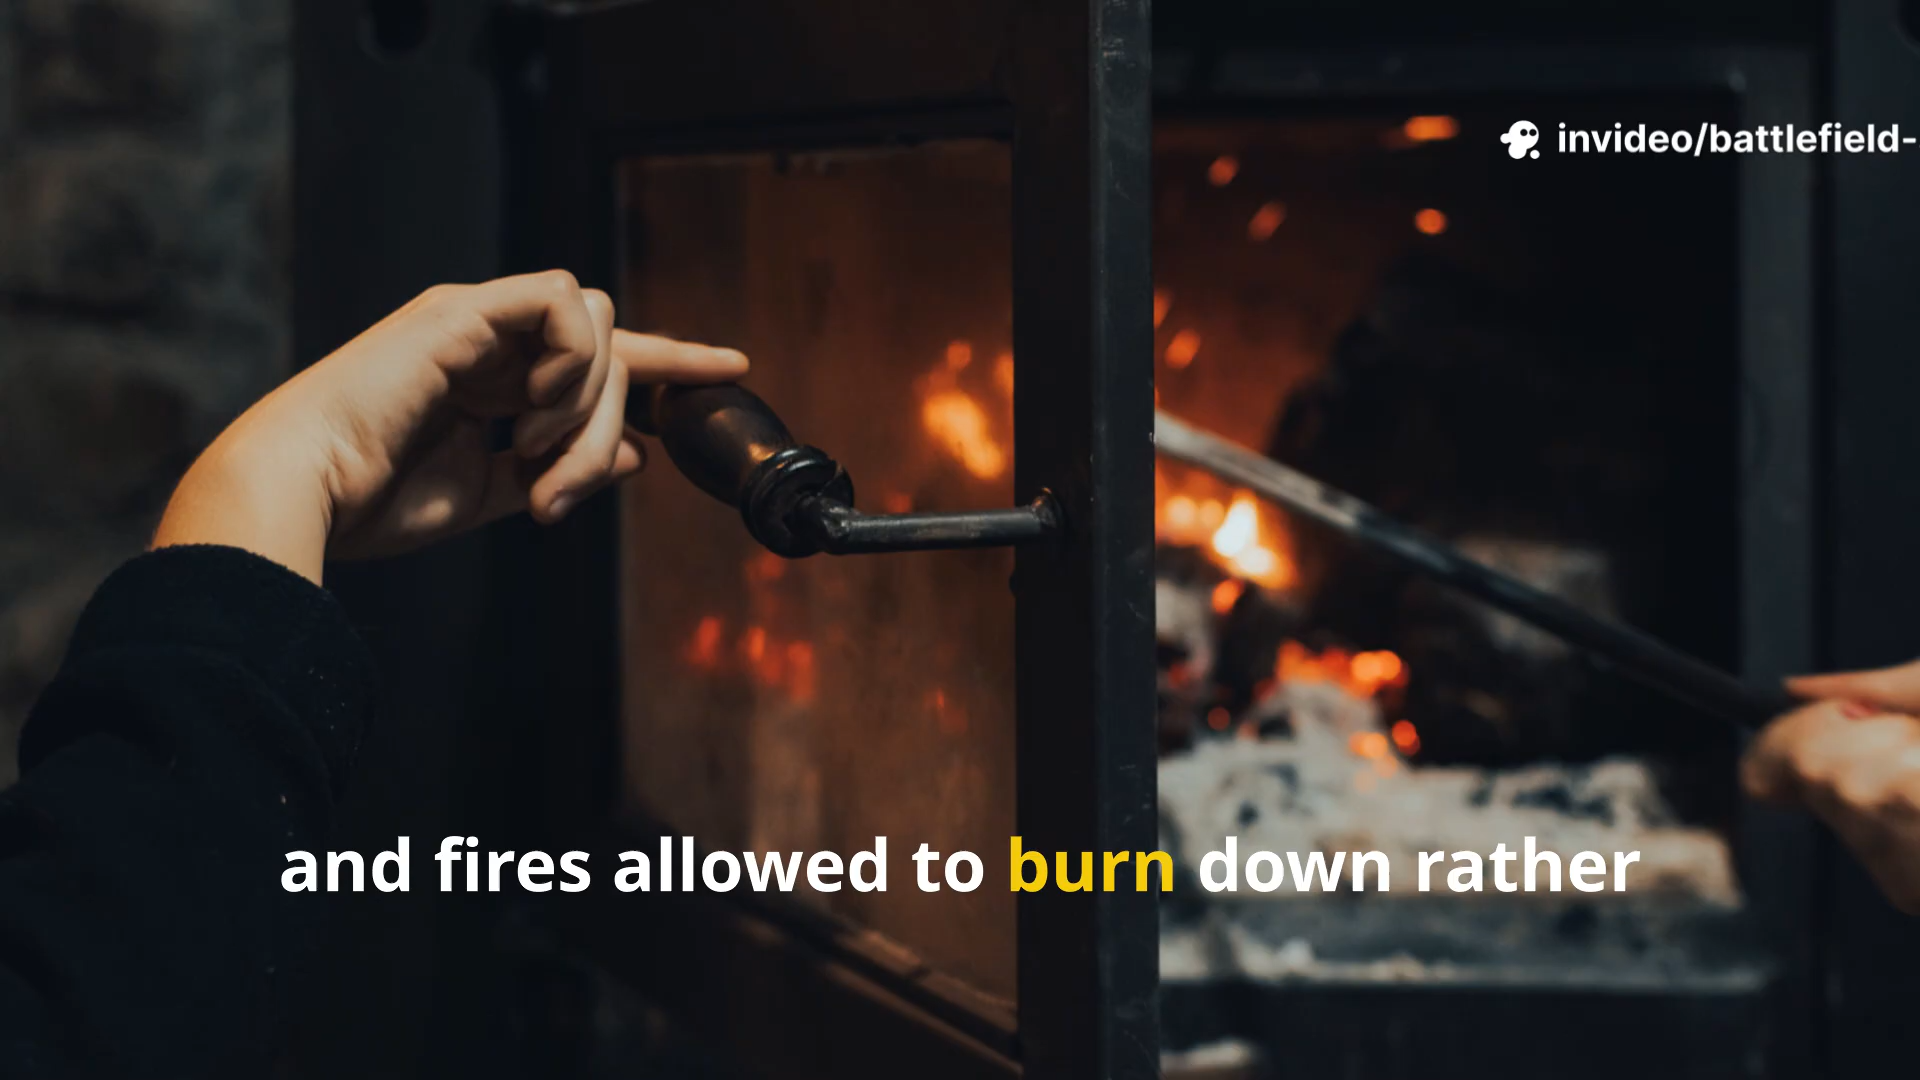 invideo/battlefield-
and fires allowed to burn down rather